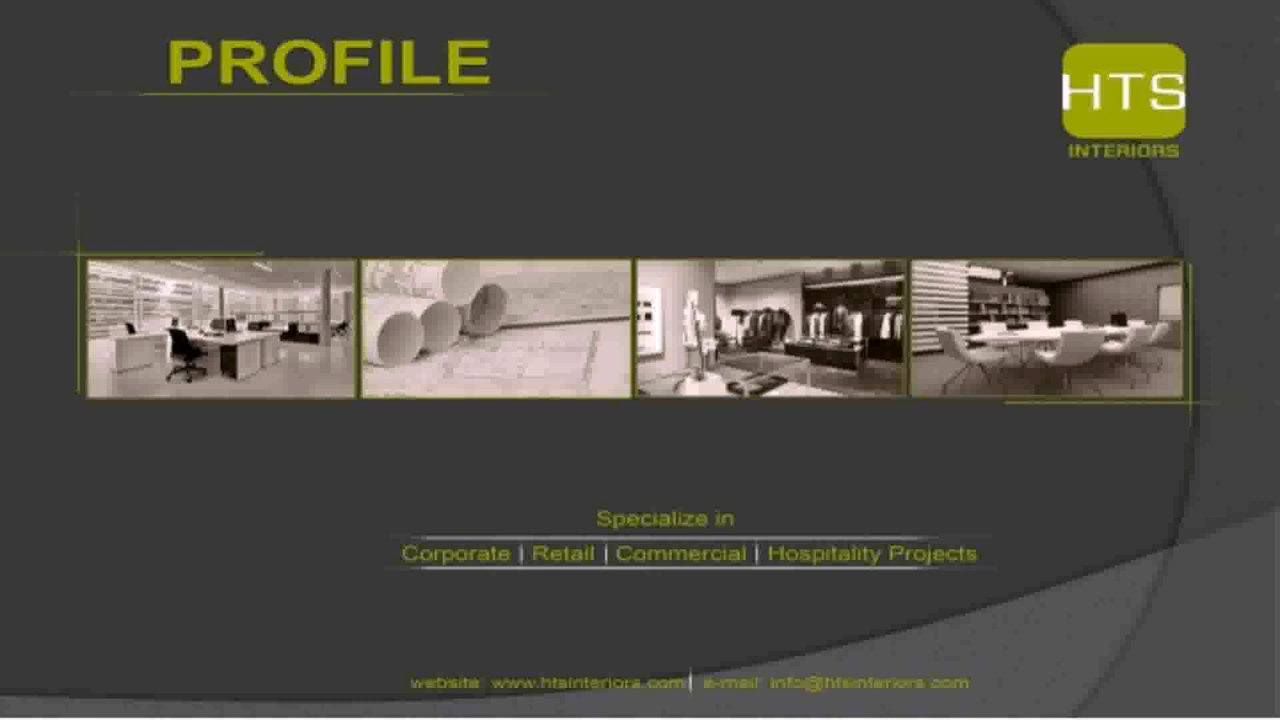 PROFILE
HTS
INTERIORS
Specialize in
Corporate | Retail | Commercial | Hospitality Projects
website: www.htsinteriors.com | e-mail: info@htsinteriors.com